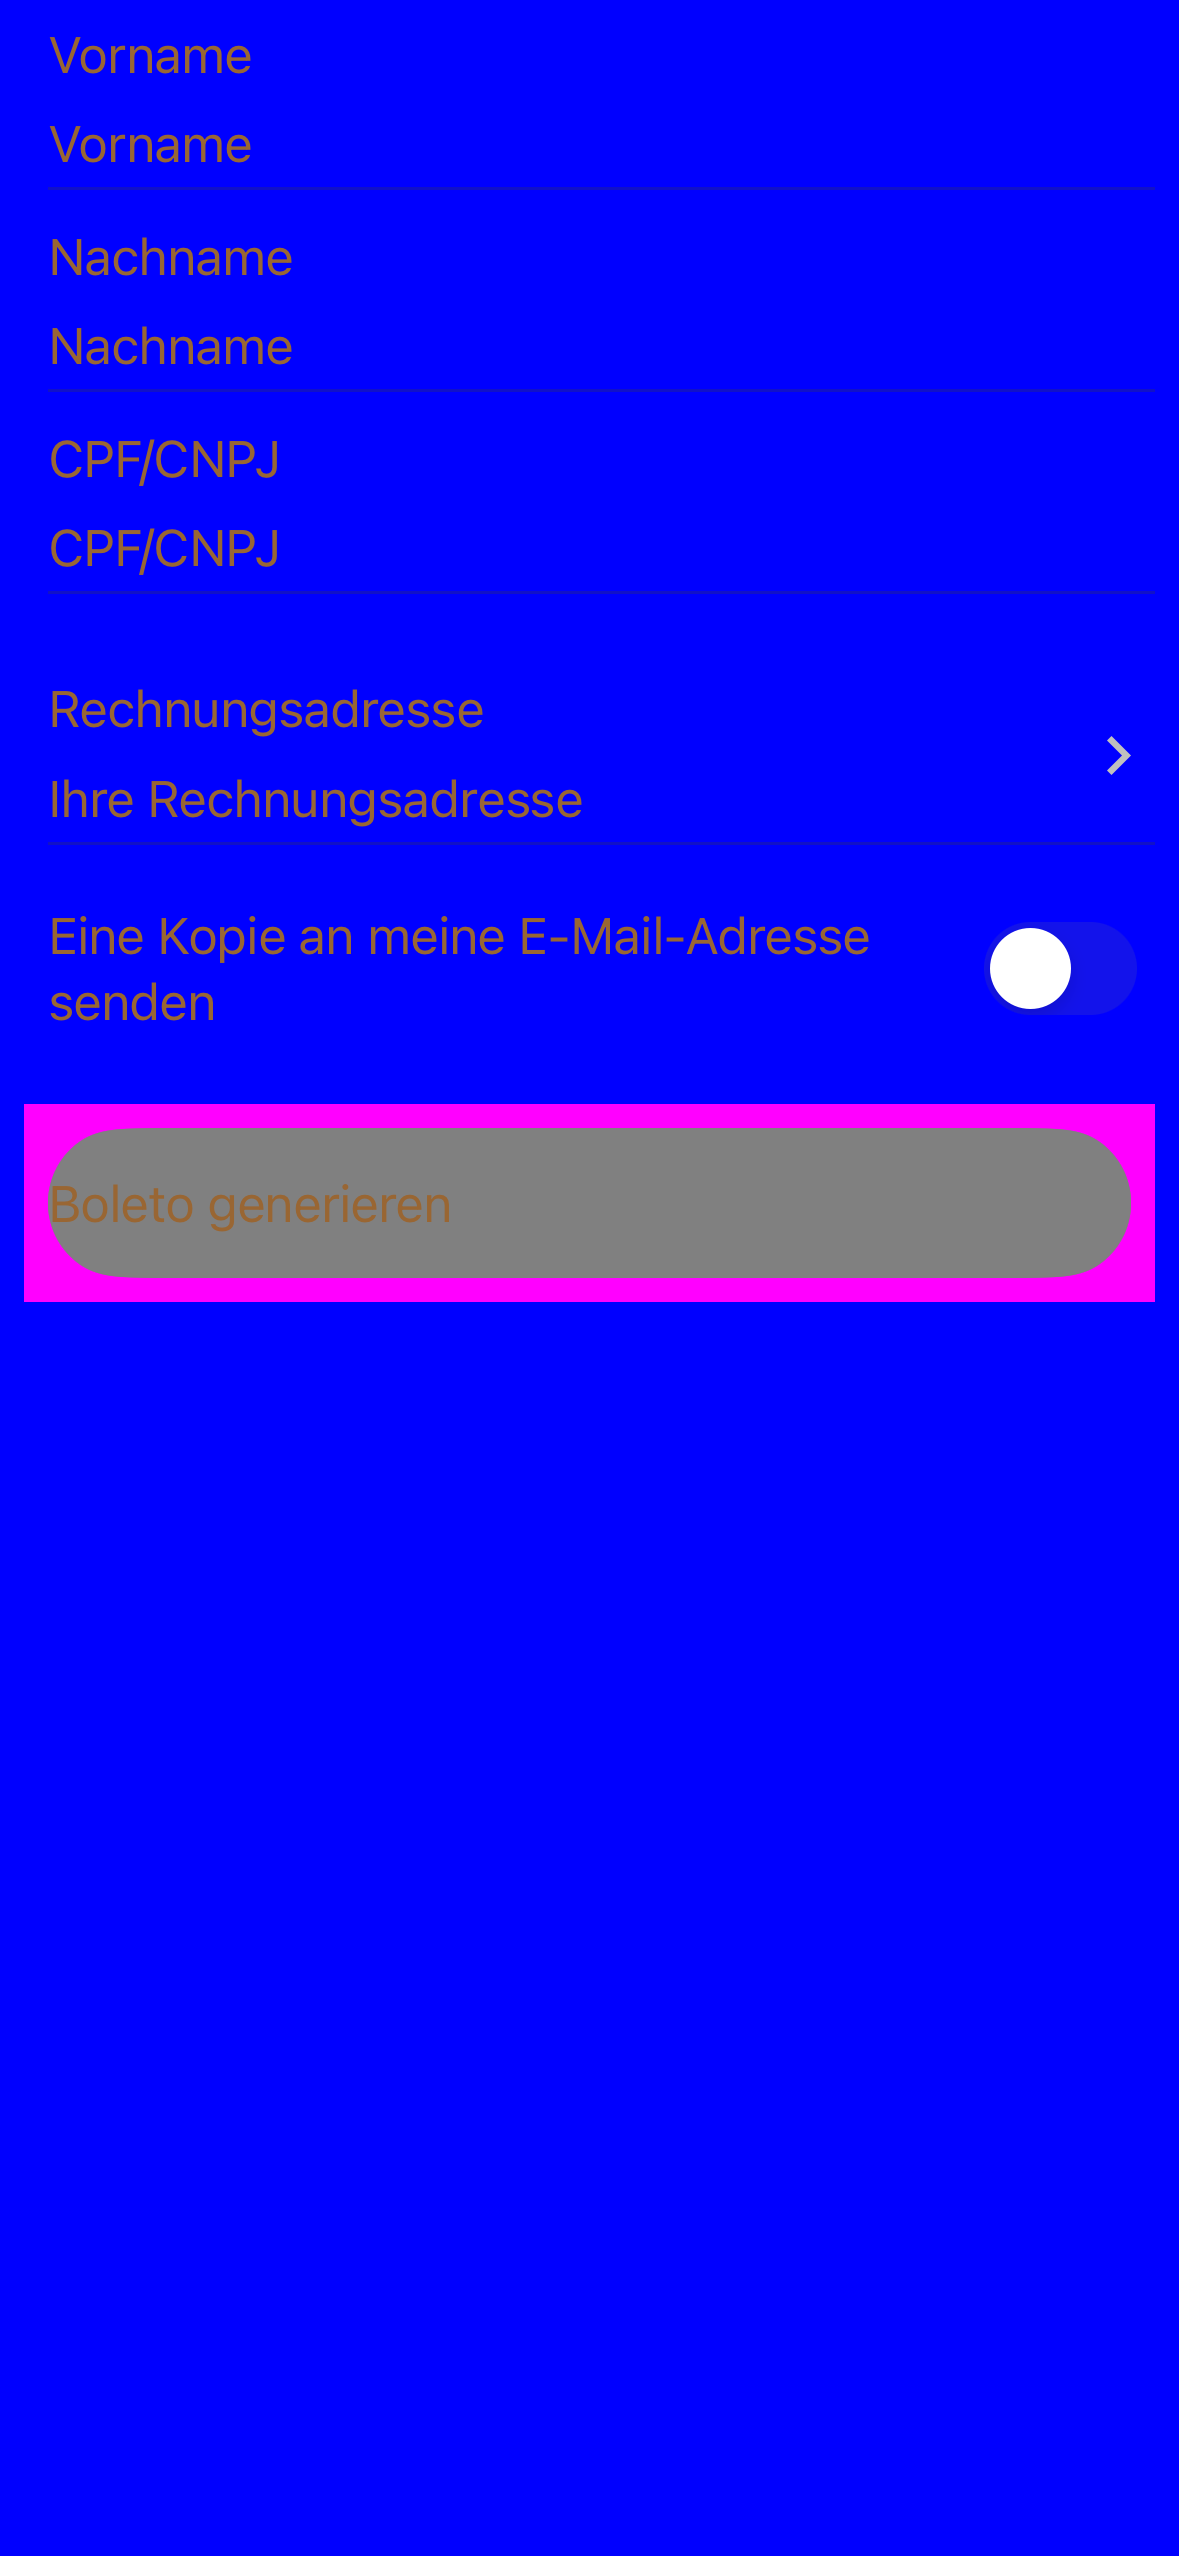 Vorname
Vorname
Nachname
Nachname
CPF/CNPJ
CPF/CNPJ
Rechnungsadresse
Ihre Rechnungsadresse
Eine Kopie an meine E-Mail-Adresse
senden
Boleto generieren